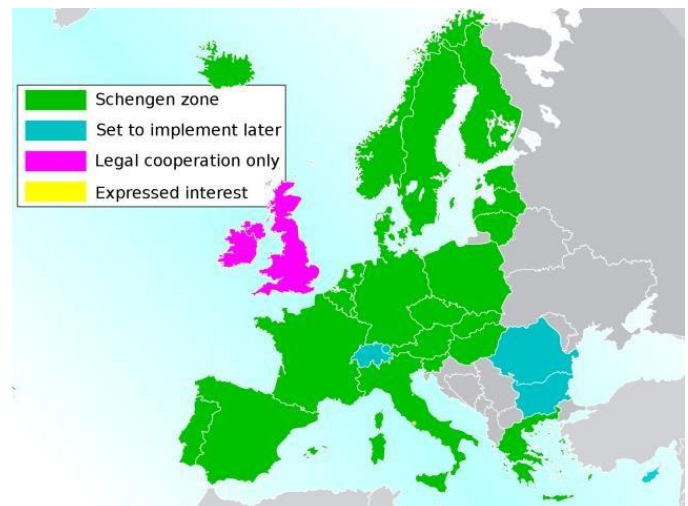 Schengen zone
Set to implement later
Legal cooperation only
Expressed interest